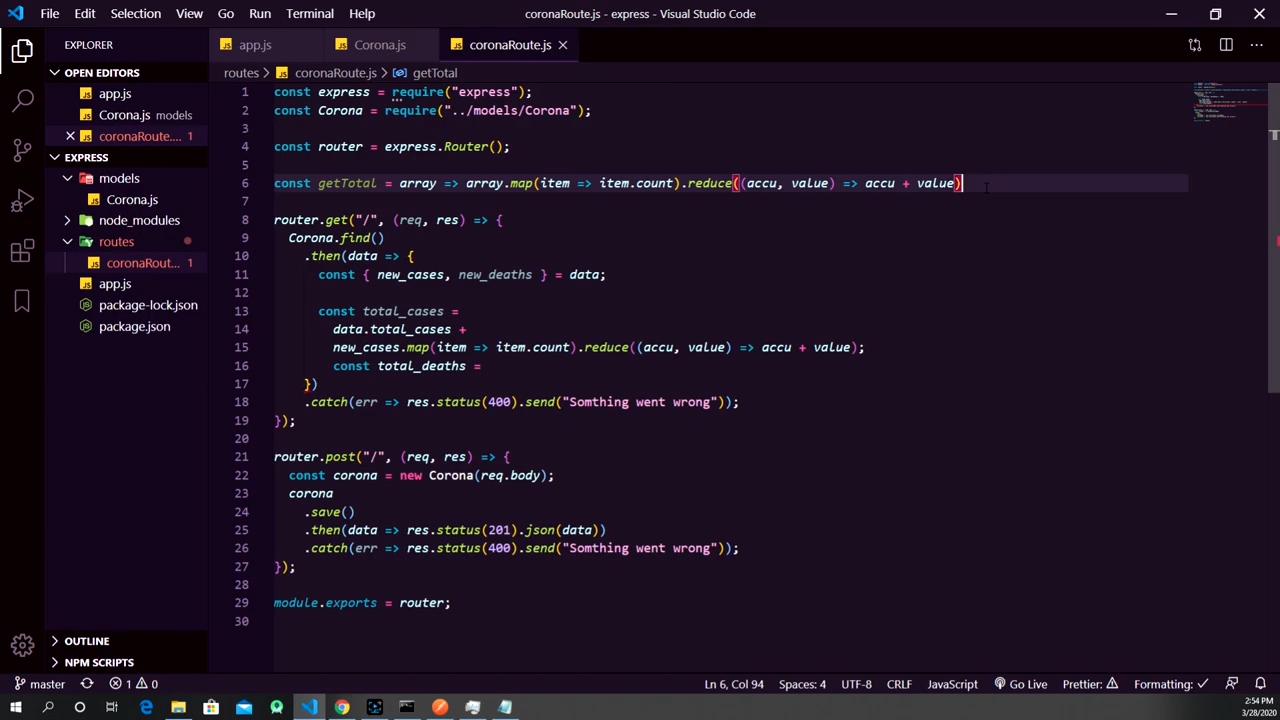 File Edit Selection View Go Run Terminal Help coronaRoute.js - express - Visual Studio Code
EXPLORER
OPEN EDITORS
app.js
Corona.js models
coronaRoute.... 1
EXPRESS
models
Corona.js
node_modules
routes
coronaRout... 1
app.js
package-lock.json
package.json
OUTLINE
NPM SCRIPTS
app.js Corona.js coronaRoute.js
routes > coronaRoute.js > getTotal
1 const express = require("express");
2 const Corona = require("../models/Corona");
3
4 const router = express.Router();
5
6 const getTotal = array => array.map(item => item.count).reduce((accu, value) => accu + value)
7
8 router.get("/", (req, res) => {
9 Corona.find()
10 .then(data => {
11 const { new_cases, new_deaths } = data;
12
13 const total_cases =
14 data.total_cases +
15 new_cases.map(item => item.count).reduce((accu, value) => accu + value);
16 const total_deaths =
17 })
18 .catch(err => res.status(400).send("Somthing went wrong"));
19 });
20
21 router.post("/", (req, res) => {
22 const corona = new Corona(req.body);
23 corona
24 .save()
25 .then(data => res.status(201).json(data))
26 .catch(err => res.status(400).send("Somthing went wrong"));
27 });
28
29 module.exports = router;
30
master 1 0 Ln 6, Col 94 Spaces: 4 UTF-8 CRLF JavaScript Go Live Prettier: Formatting:
2:54 PM
3/28/2020